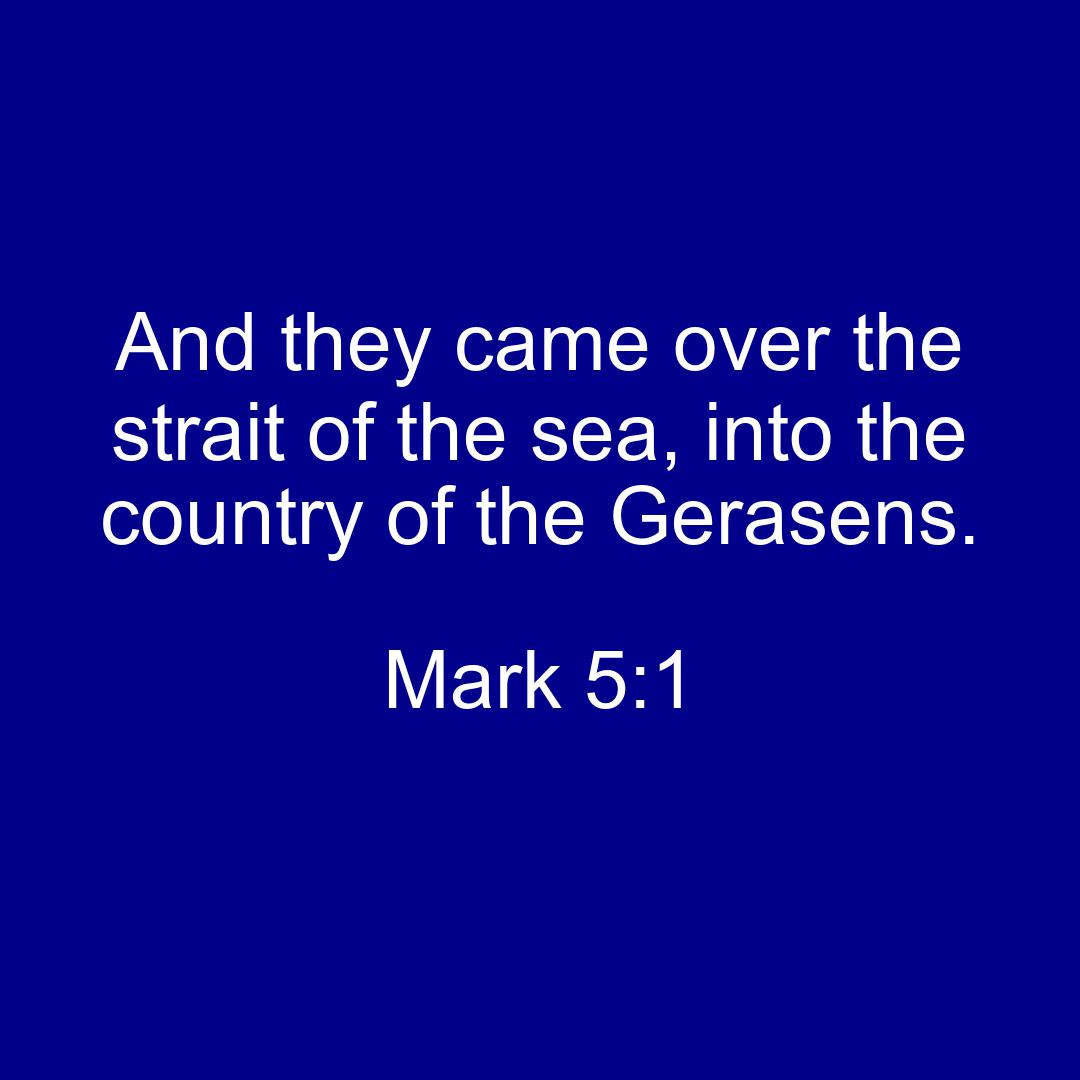 And they came over the
strait of the sea, into the
country of the Gerasens.
Mark 5:1